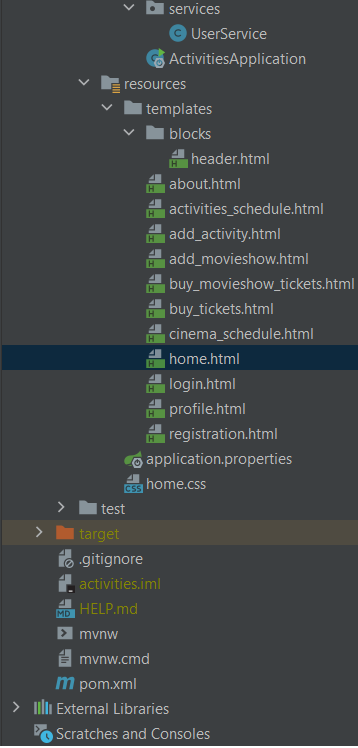 services
UserService
ActivitiesApplication
resources
templates
blocks
header.html
about.html
activities_schedule.html
add_activity.html
add_movieshow.html
buy_movieshow_tickets.html
buy_tickets.html
cinema_schedule.html
home.html
login.html
profile.html
registration.html
application.properties
home.css
test
target
.gitignore
activities.iml
HELP.md
mvnw
mvnw.cmd
pom.xml
External Libraries
Scratches and Consoles